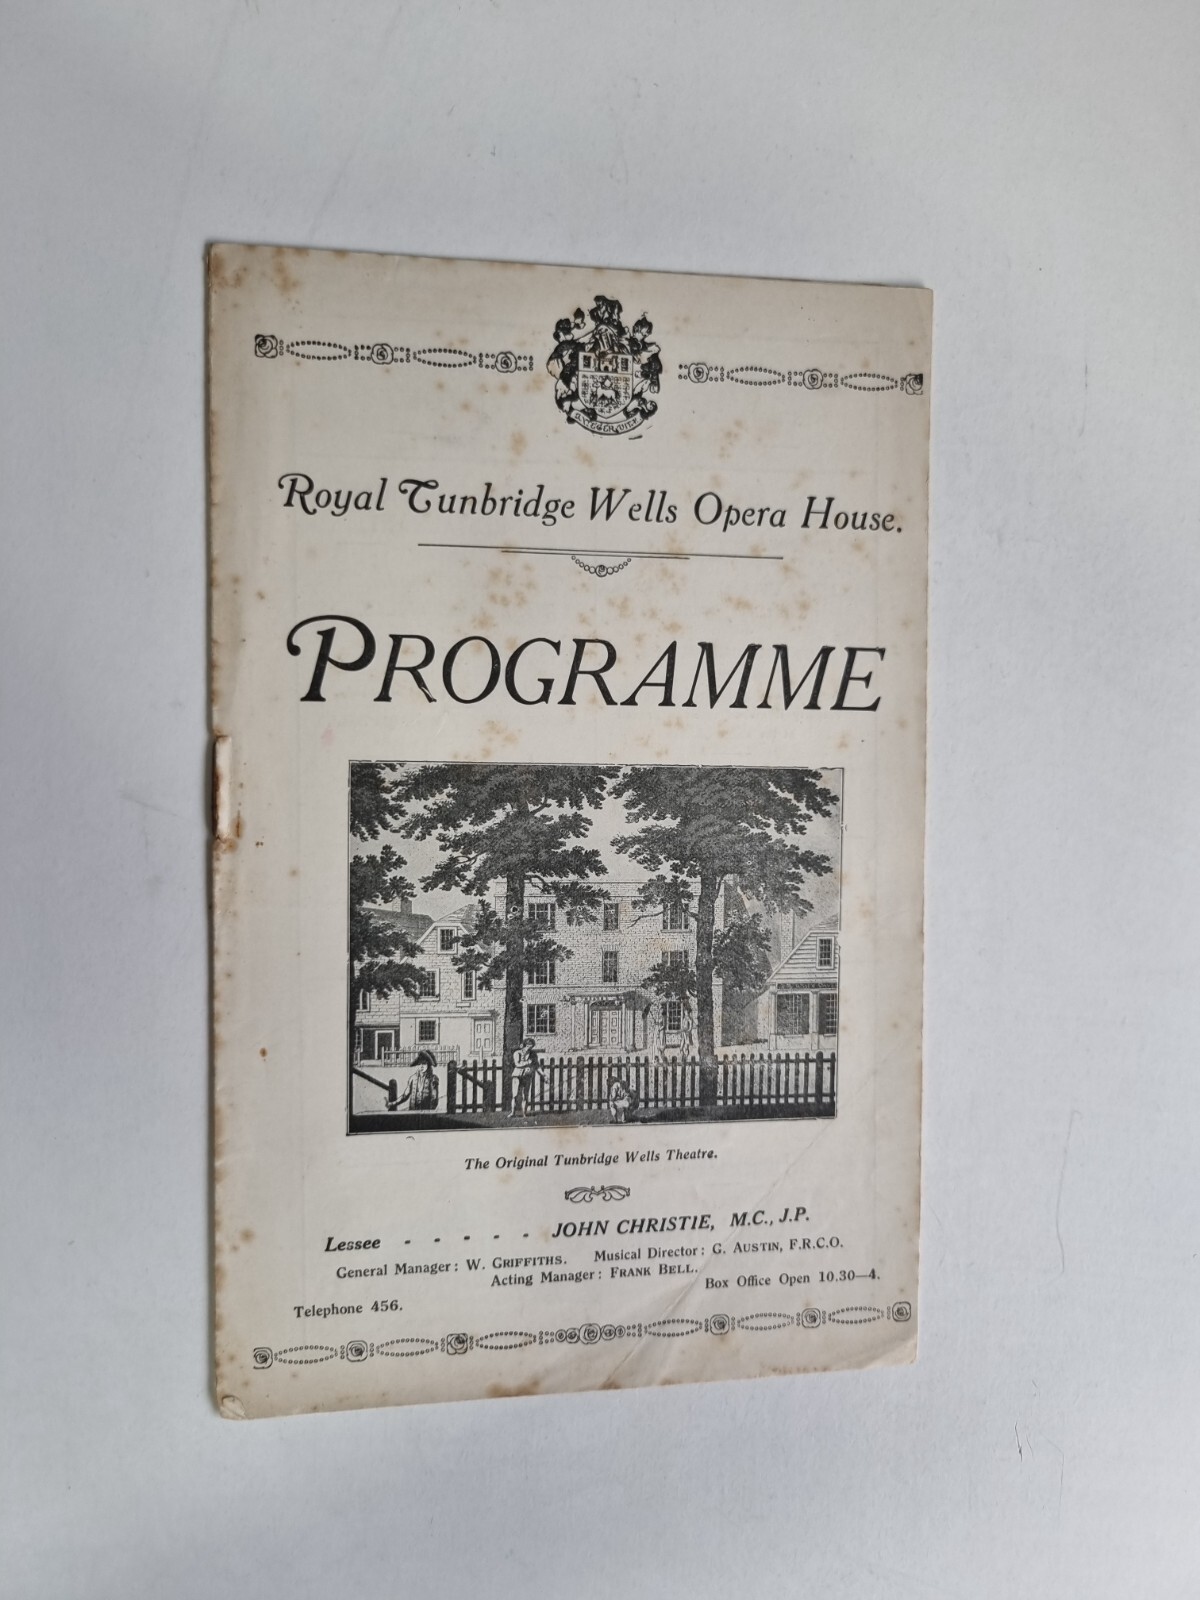 Royal Tunbridge Wells Opera House.
PROGRAMME
The Original Tunbridge Wells Theatre.
Lessee - - - - - JOHN CHRISTIE, M.C., J.P.
General Manager: W. GRIFFITHS. Musical Director: G. AUSTIN, F.R.C.O.
Acting Manager: FRANK BELL.
Telephone 456. Box Office Open 10.30—4.